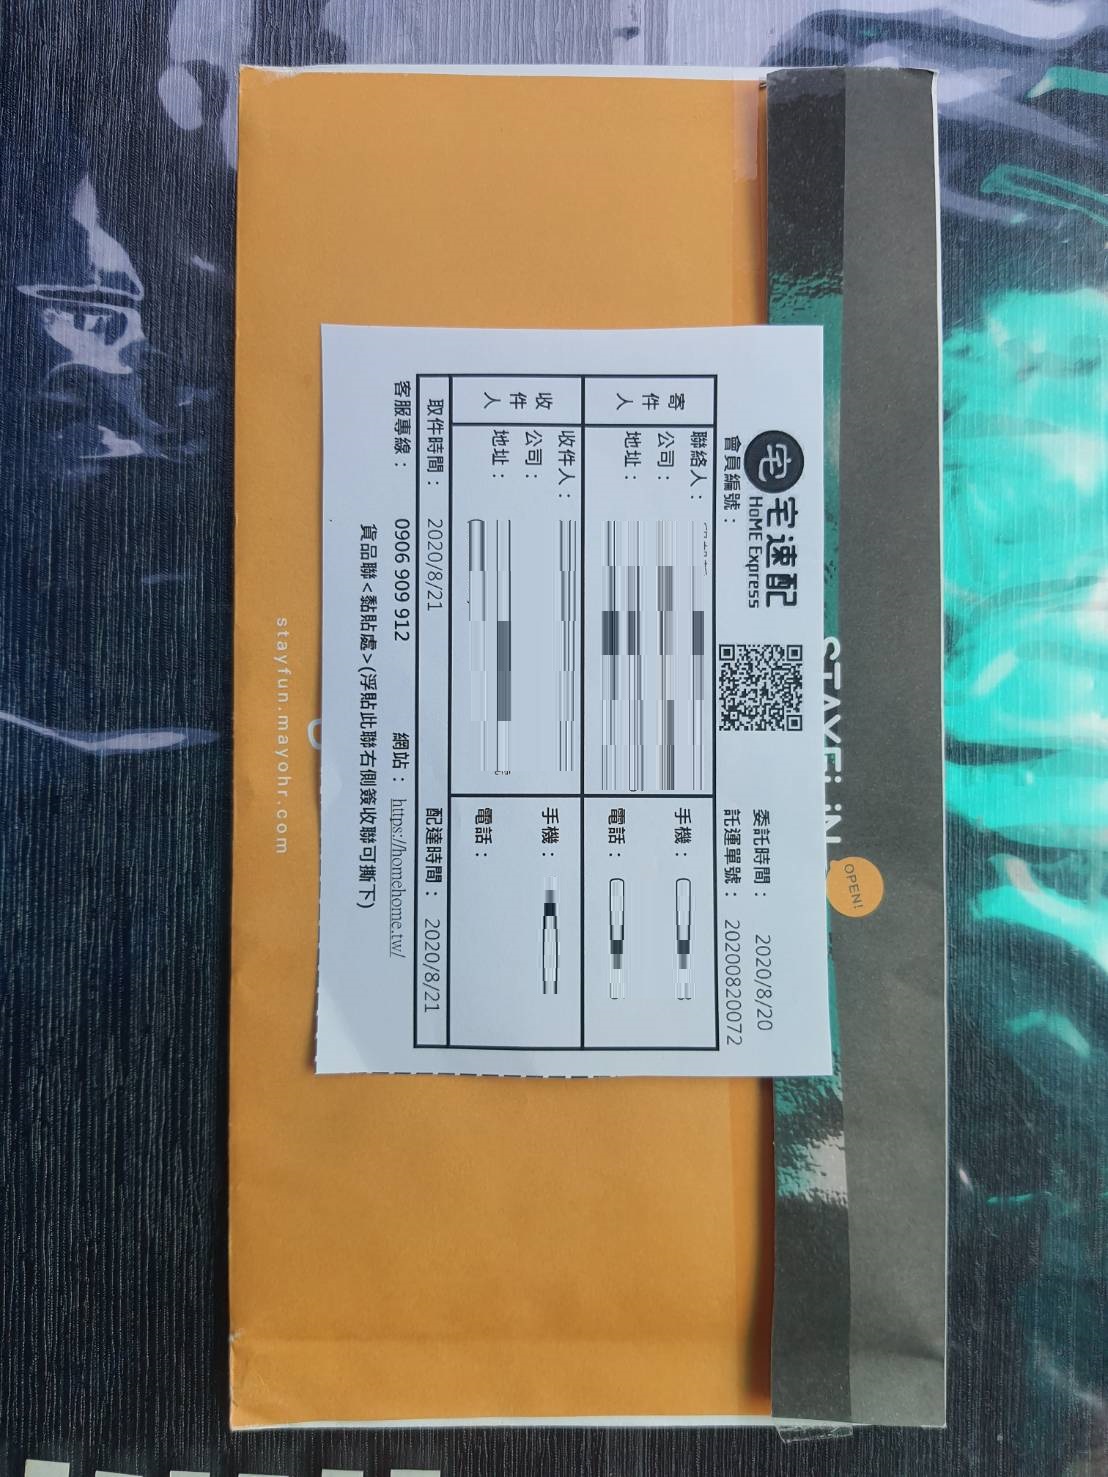 宅 宅速配
HoME Express
會員編號：
委託時間： 2020/8/20
託運單號： 20200820072
寄件人
聯絡人：
公司：
地址：
手機：
電話：
收件人
收件人：
公司：
地址：
手機：
電話：
取件時間： 2020/8/21 配達時間： 2020/8/21
客服專線： 0906 909 912 網站： https://homehome.tw/
貨品聯<黏貼處>(浮貼此聯右側簽收聯可撕下)
OPEN!
stayfun.mayohr.com